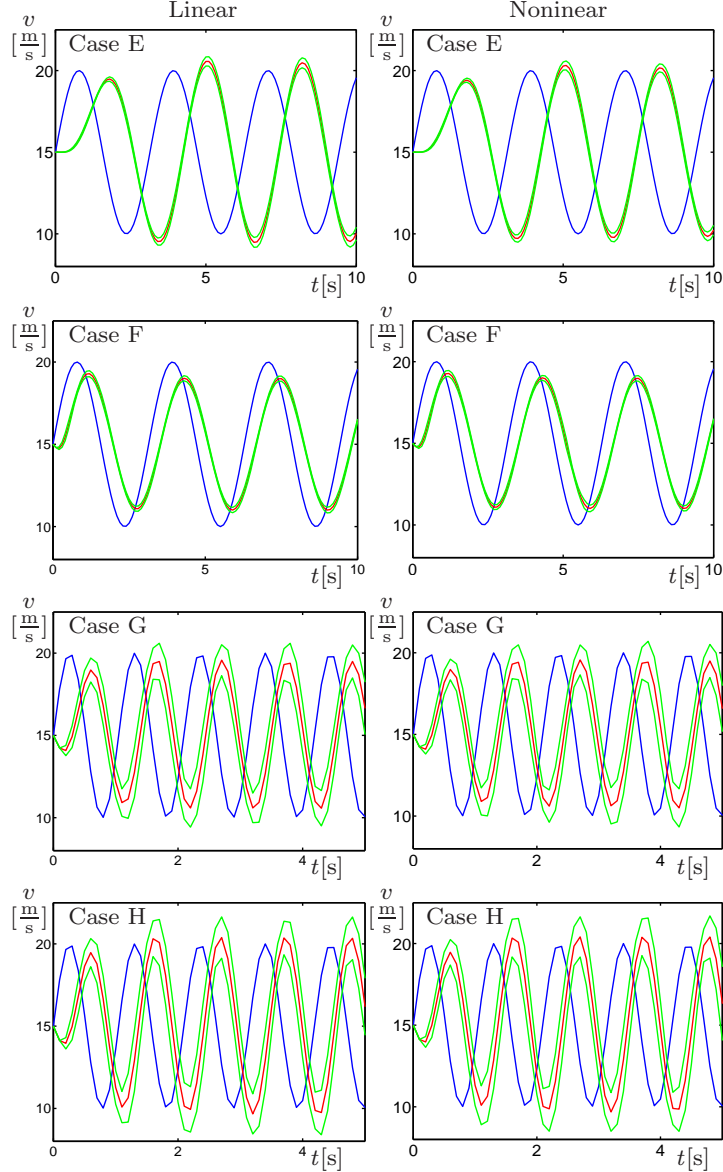 Linear Noninear
v v
[m/s] Case E [m/s] Case E
20 20
15 15
10 10
0 5 10 0 5 10
t[s] t[s]
v v
[m/s] Case F [m/s] Case F
20 20
15 15
10 10
0 5 10 0 5 10
t[s] t[s]
v v
[m/s] Case G [m/s] Case G
20 20
15 15
10 10
0 2 4 0 2 4
t[s] t[s]
v v
[m/s] Case H [m/s] Case H
20 20
15 15
10 10
0 2 4 0 2 4
t[s] t[s]